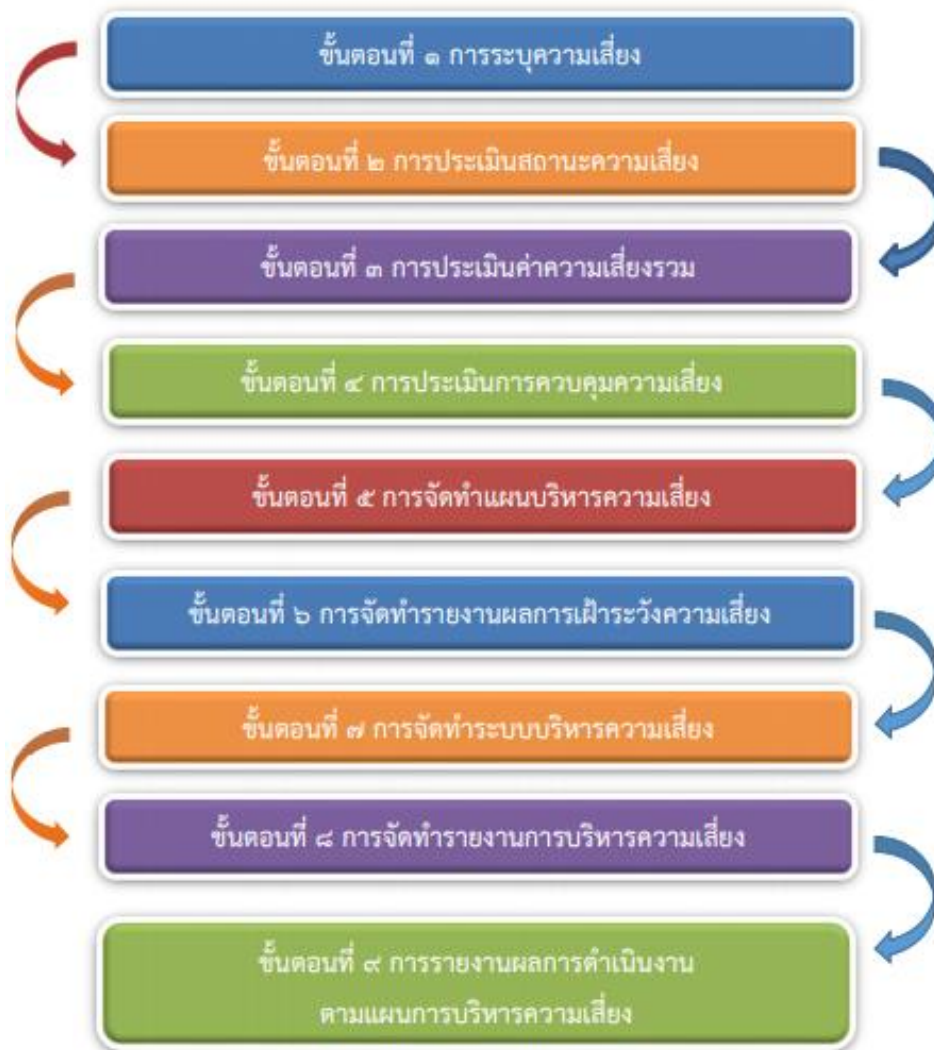 ขั้นตอนที่ ๑ การระบุความเสี่ยง
ขั้นตอนที่ ๒ การประเมินสถานะความเสี่ยง
ขั้นตอนที่ ๓ การประเมินค่าความเสี่ยงรวม
ขั้นตอนที่ ๔ การประเมินการควบคุมความเสี่ยง
ขั้นตอนที่ ๕ การจัดทำแผนบริหารความเสี่ยง
ขั้นตอนที่ ๖ การจัดทำรายงานผลการเฝ้าระวังความเสี่ยง
ขั้นตอนที่ ๗ การจัดทำระบบบริหารความเสี่ยง
ขั้นตอนที่ ๘ การจัดทำรายงานการบริหารความเสี่ยง
ขั้นตอนที่ ๙ การรายงานผลการดำเนินงาน
ตามแผนการบริหารความเสี่ยง